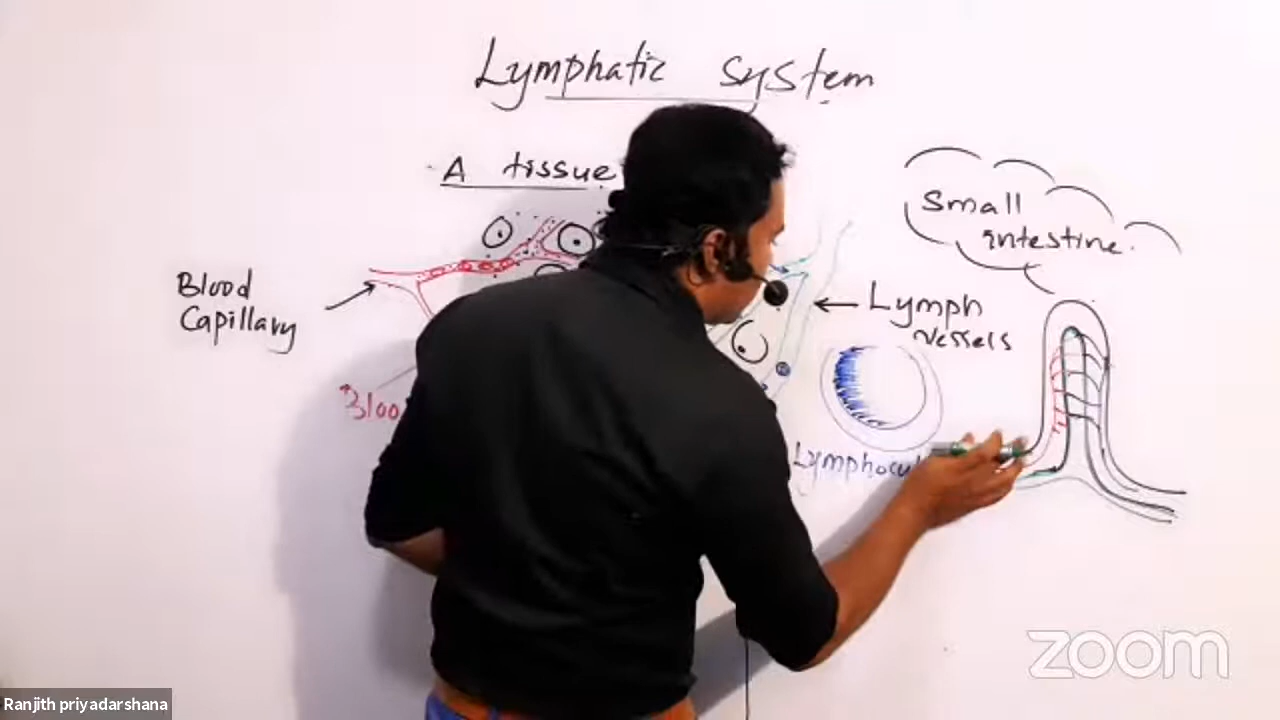 Lymphatic system
A tissue
Small
intestine.
Blood
Capillary
Lymph
vessels
zoom
Ranjith priyadarshana